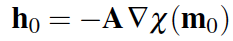 𝐡₀ = −𝐀 ∇𝝌(𝐦₀)